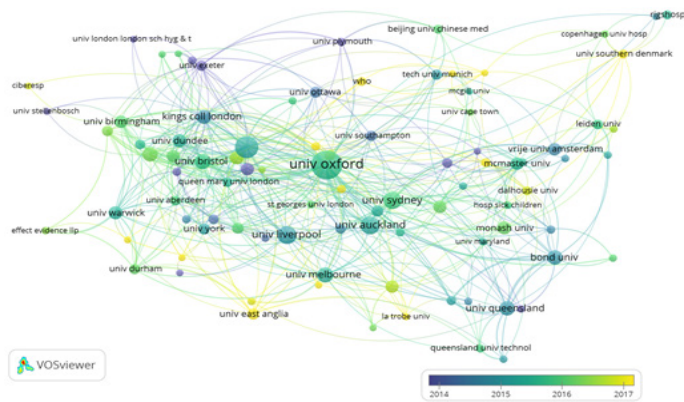 rigshosp
beijing univ chinese med
copenhagen univ hosp
univ london london sch hyg & t
univ plymouth
univ southern denmark
univ exeter
tech univ munich
ciberesp
who
univ ottawa
mcgill univ
univ stellenbosch
kings coll london
univ cape town
univ birmingham
leiden univ
univ southampton
univ dundee
vrije univ amsterdam
univ bristol
univ oxford
mcmaster univ
queen mary univ london
dalhousie univ
univ aberdeen
st georges univ london
univ sydney
hosp sick children
univ warwick
effect evidence llp
univ york
univ liverpool
univ auckland
monash univ
univ maryland
bond univ
univ durham
univ melbourne
univ queensland
univ east anglia
la trobe univ
queensland univ technol
VOSviewer
2014 2015 2016 2017